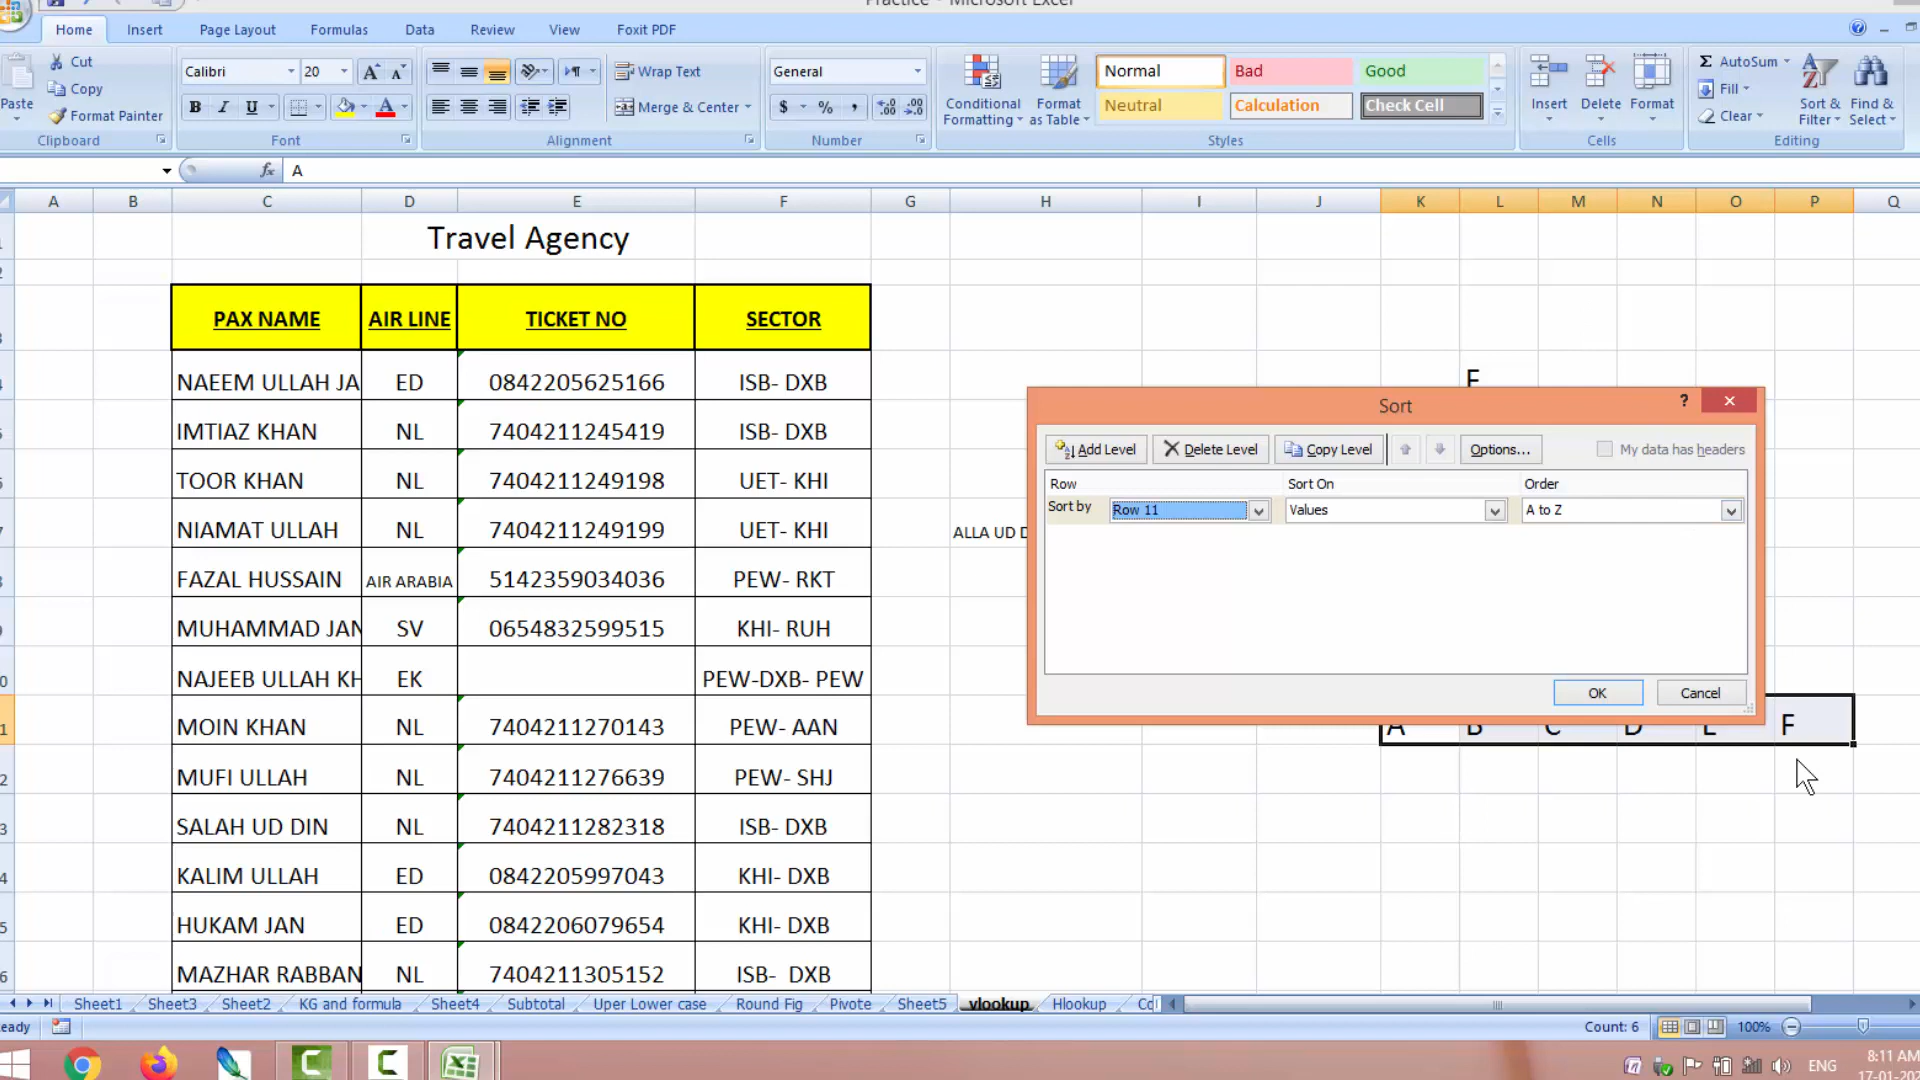 Practice - Microsoft Excel
Home Insert Page Layout Formulas Data Review View Foxit PDF
Cut Calibri 20 Wrap Text General Normal Bad Good AutoSum
Paste Copy Conditional Formatting Format as Table Insert Delete Format Fill Sort & Filter Find & Select
Format Painter B I U A Merge & Center $ % , Neutral Calculation Check Cell Clear
Clipboard Font Alignment Number Styles Cells Editing
fx A
A B C D E F G H I J K L M N O P Q
Travel Agency
PAX NAME AIR LINE TICKET NO SECTOR
NAEEM ULLAH JA ED 0842205625166 ISB- DXB
IMTIAZ KHAN NL 7404211245419 ISB- DXB
TOOR KHAN NL 7404211249198 UET- KHI
NIAMAT ULLAH NL 7404211249199 UET- KHI ALLA UD D
FAZAL HUSSAIN AIR ARABIA 5142359034036 PEW- RKT
MUHAMMAD JAN SV 0654832599515 KHI- RUH
NAJEEB ULLAH KH EK PEW-DXB- PEW
MOIN KHAN NL 7404211270143 PEW- AAN A B C D E F
MUFI ULLAH NL 7404211276639 PEW- SHJ
SALAH UD DIN NL 7404211282318 ISB- DXB
KALIM ULLAH ED 0842205997043 KHI- DXB
HUKAM JAN ED 0842206079654 KHI- DXB
MAZHAR RABBAN NL 7404211305152 ISB- DXB
Sort ?
Add Level Delete Level Copy Level Options... My data has headers
Row Sort On Order
Sort by Row 11 Values A to Z
OK Cancel
Sheet1 Sheet3 Sheet2 KG and formula Sheet4 Subtotal Uper Lower case Round Fig Pivote Sheet5 vlookup Hlookup
eady Count: 6 100%
ENG 8:11 AM
17-01-202